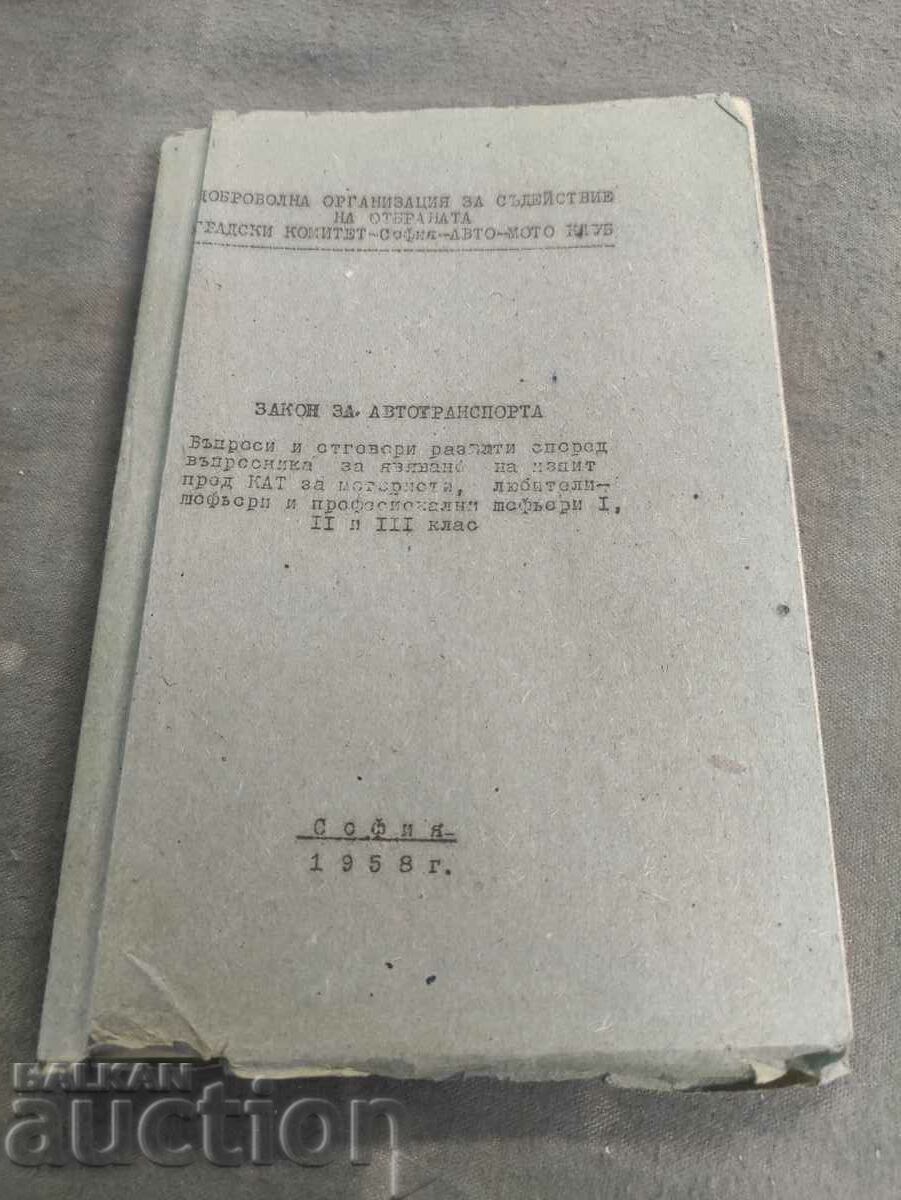 ДОБРОВОЛНА ОРГАНИЗАЦИЯ ЗА СЪДЕЙСТВИЕ
НА ОТБРАНАТА
ГРАДСКИ КОМИТЕТ-София-АВТО-МОТО КЛУБ
ЗАКОН ЗА АВТОТРАНСПОРТА
Въпроси и отговори развити според
въпросника за явяване на изпит
пред КАТ за мотористи, любители-
шофьори и професионални шофьори I,
II и III клас
София
1958 г.
BALKAN
auction